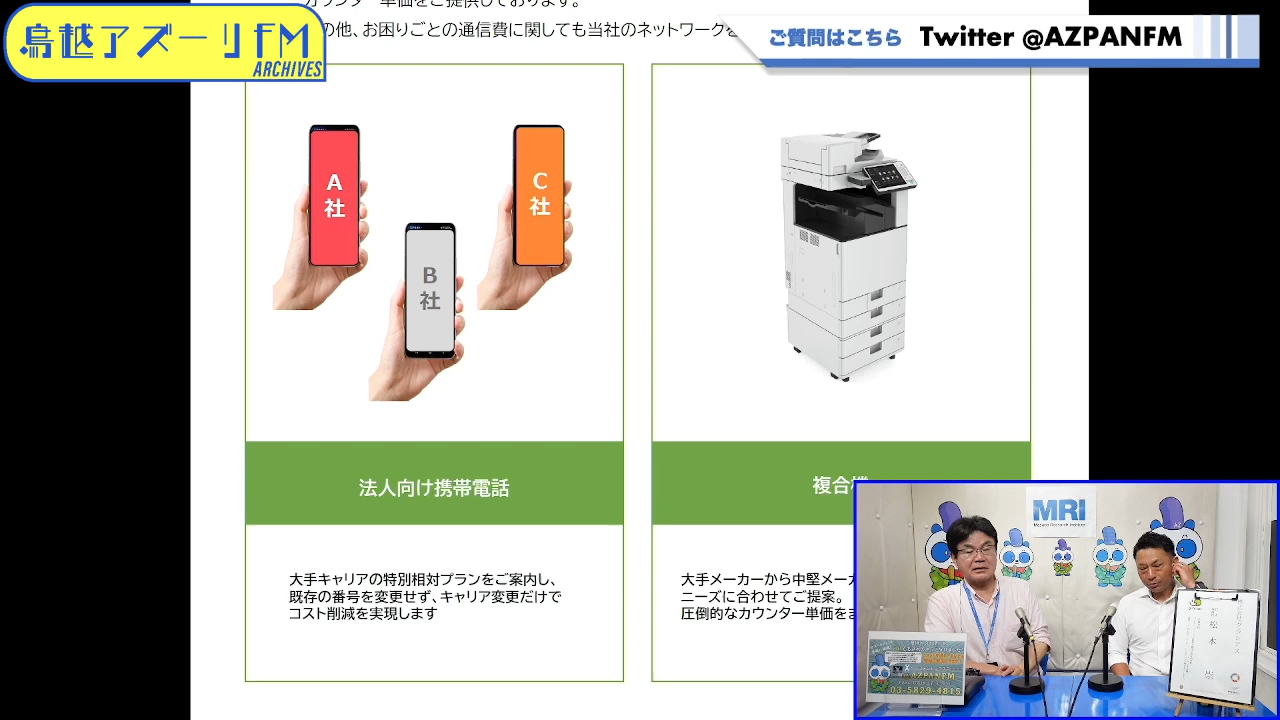 カウンター単価をご提供しております。
の他、お困りごとの通信費に関しても当社のネットワークを
鳥越アズーリFM
ARCHIVES
ご質問はこちら Twitter @AZPANFM
A
社
B
社
C
社
法人向け携帯電話
複合機
大手キャリアの特別相対プランをご案内し、
既存の番号を変更せず、キャリア変更だけで
コスト削減を実現します
大手メーカーから中堅メーカ
ニーズに合わせてご提案。
圧倒的なカウンター単価をま
MRI
AZPANFM
03-5829-4815
松本